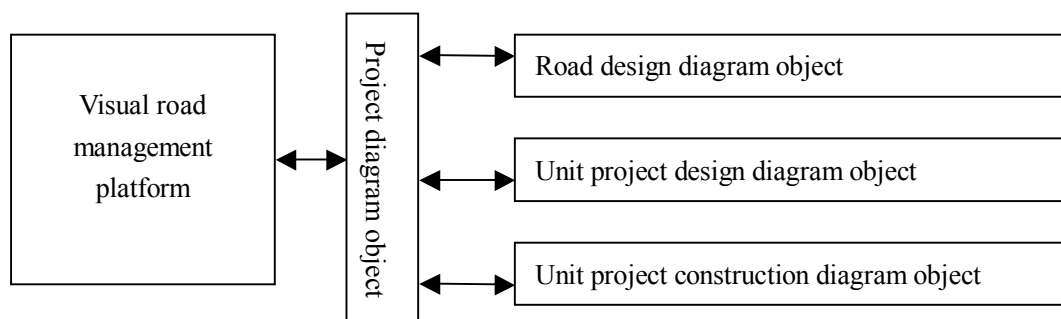 Visual road
management
platform
Project diagram object
Road design diagram object
Unit project design diagram object
Unit project construction diagram object